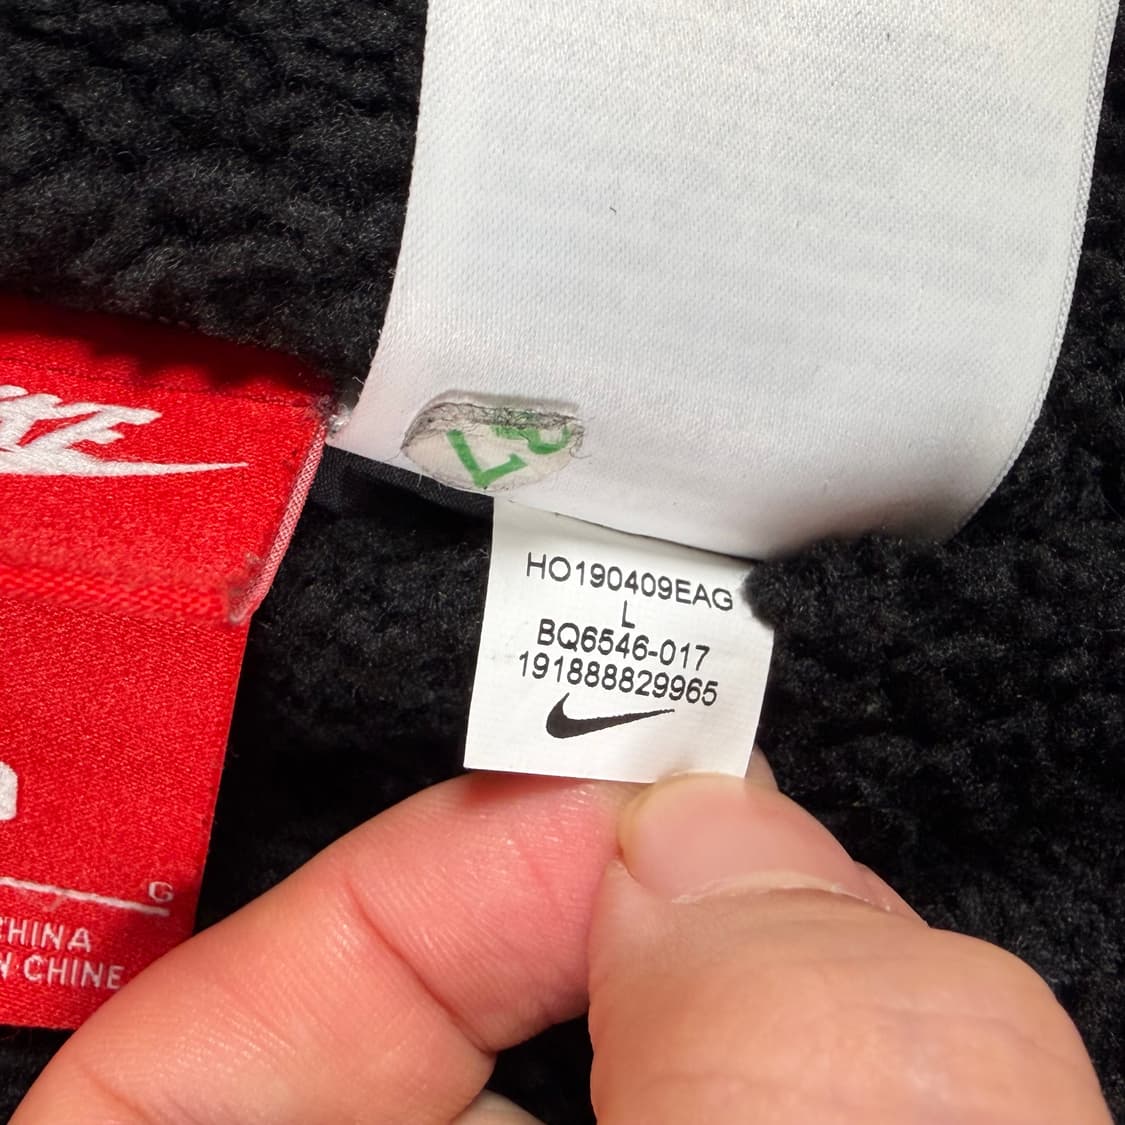 G
CHINA
N CHINE
HO190409EAG
L
BQ6546-017
191888829965